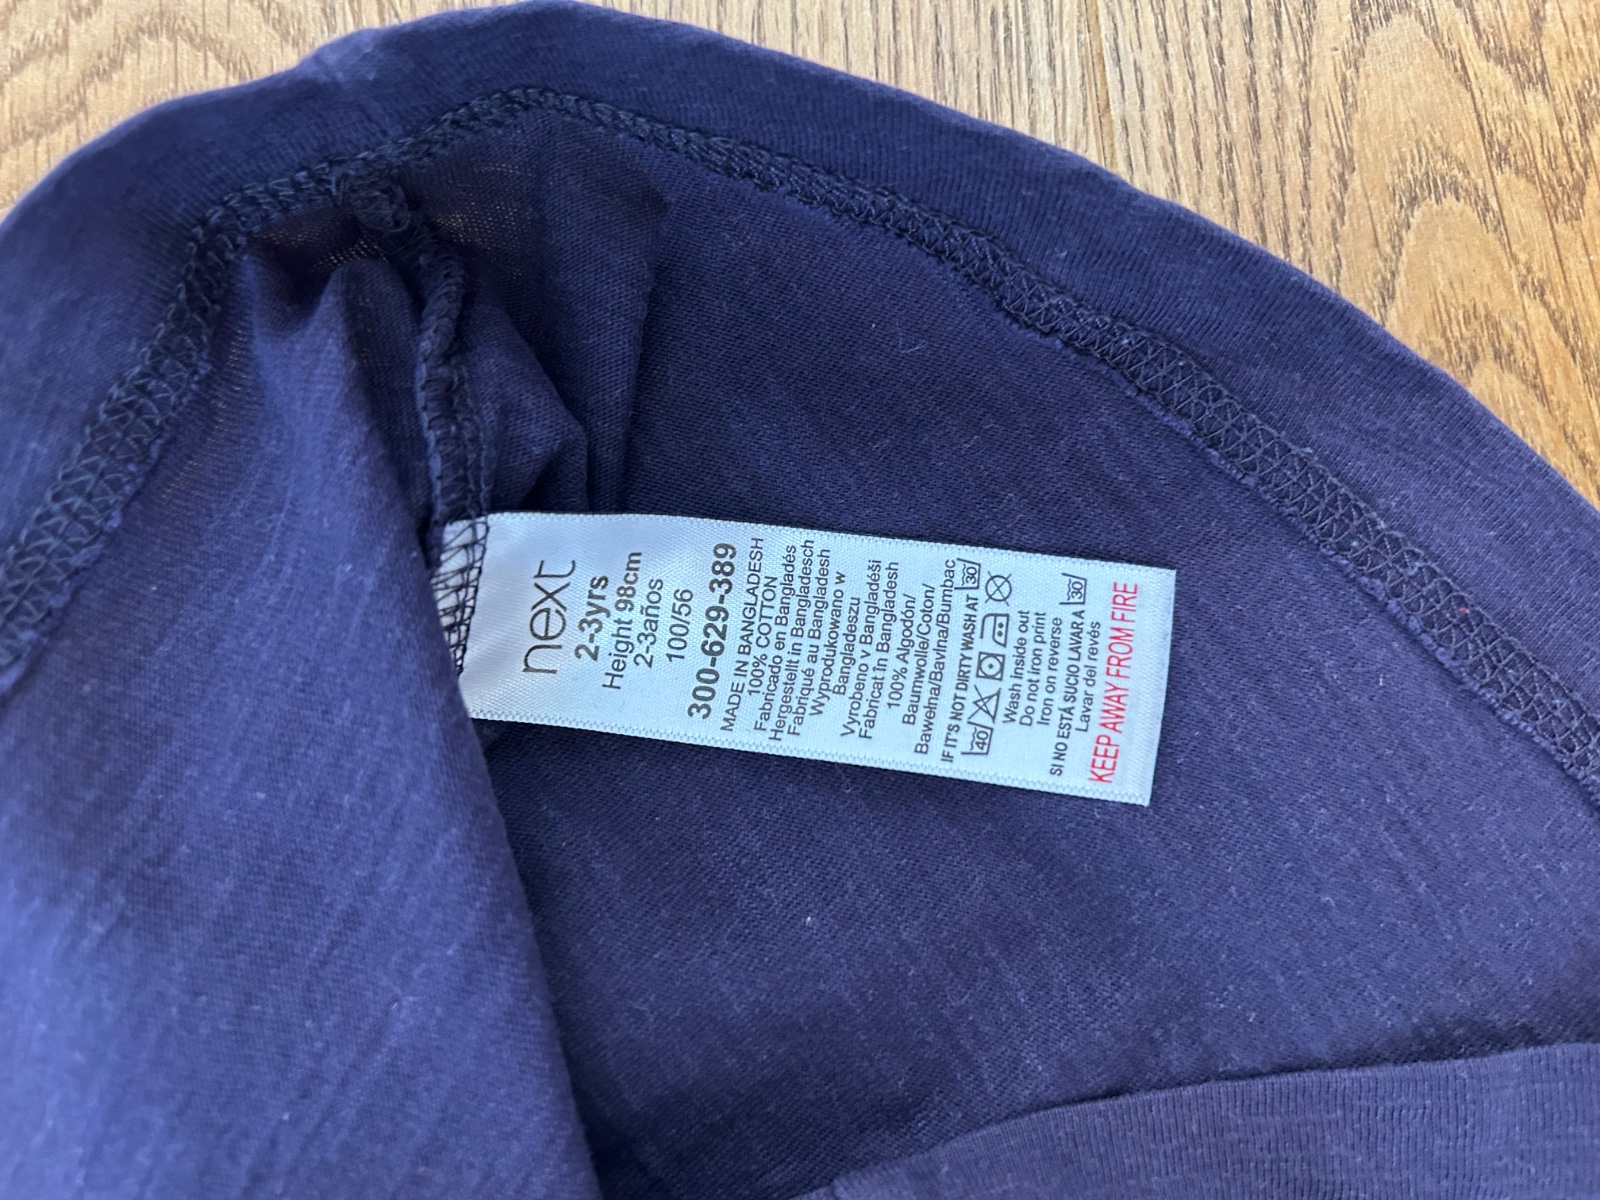 next
2-3yrs
Height 98cm
2-3años
100/56
300-629-389
MADE IN BANGLADESH
100% COTTON
Fabricado en Bangladés
Hergestellt in Bangladesch
Fabriqué au Bangladesh
Wyprodukowano w
Bangladeszu
Vyrobeno v Bangladéši
Fabricat în Bangladesh
100% Algodón/
Baumwolle/Coton/
Bawełna/Bavlna/Bumbac
IF IT'S NOT DIRTY WASH AT 30
40
Wash Inside out
Do not iron print
Iron on reverse
SI NO ESTÁ SUCIO LAVAR A 30
Lavar del revés
KEEP AWAY FROM FIRE